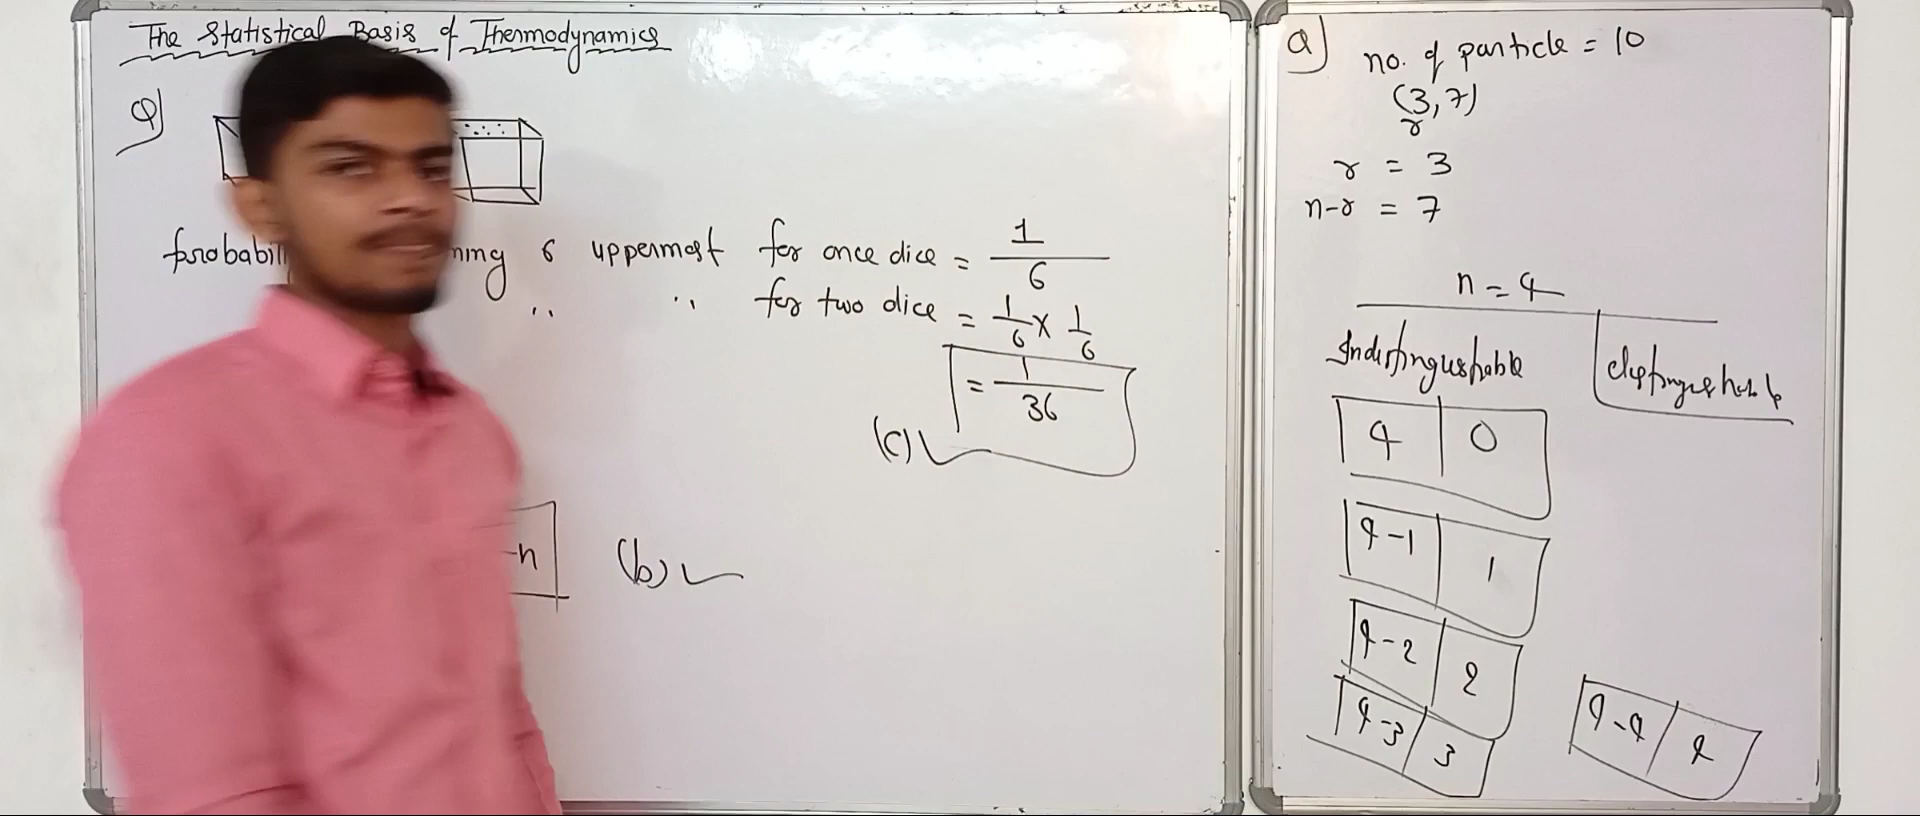 The Statistical Basis of Thermodynamics
Q)
6 uppermost for once dice = 1/6
,, ,, for two dice = 1/6 x 1/6
= 1/36
(c)
-n
(b)
a)
no. of particle = 10
(3,7)
r
r = 3
n-r = 7
n = 4
Indistinguishable
distinguishable
4 | 0
4-1 | 1
4-2 | 2
4-3 | 3
4-4 | 4